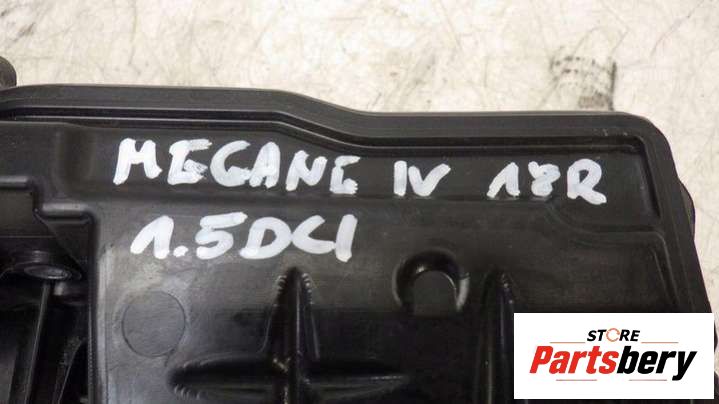 MEGANE IV 18R
1.5DCI
STORE
Partsbery